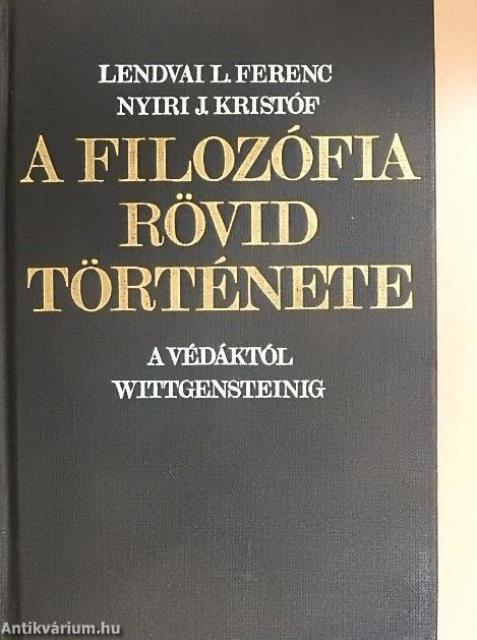 LENDVAI L. FERENC
NYIRI J. KRISTÓF
A FILOZÓFIA
RÖVID
TÖRTÉNETE
A VÉDÁKTÓL
WITTGENSTEINIG
Antikvárium.hu